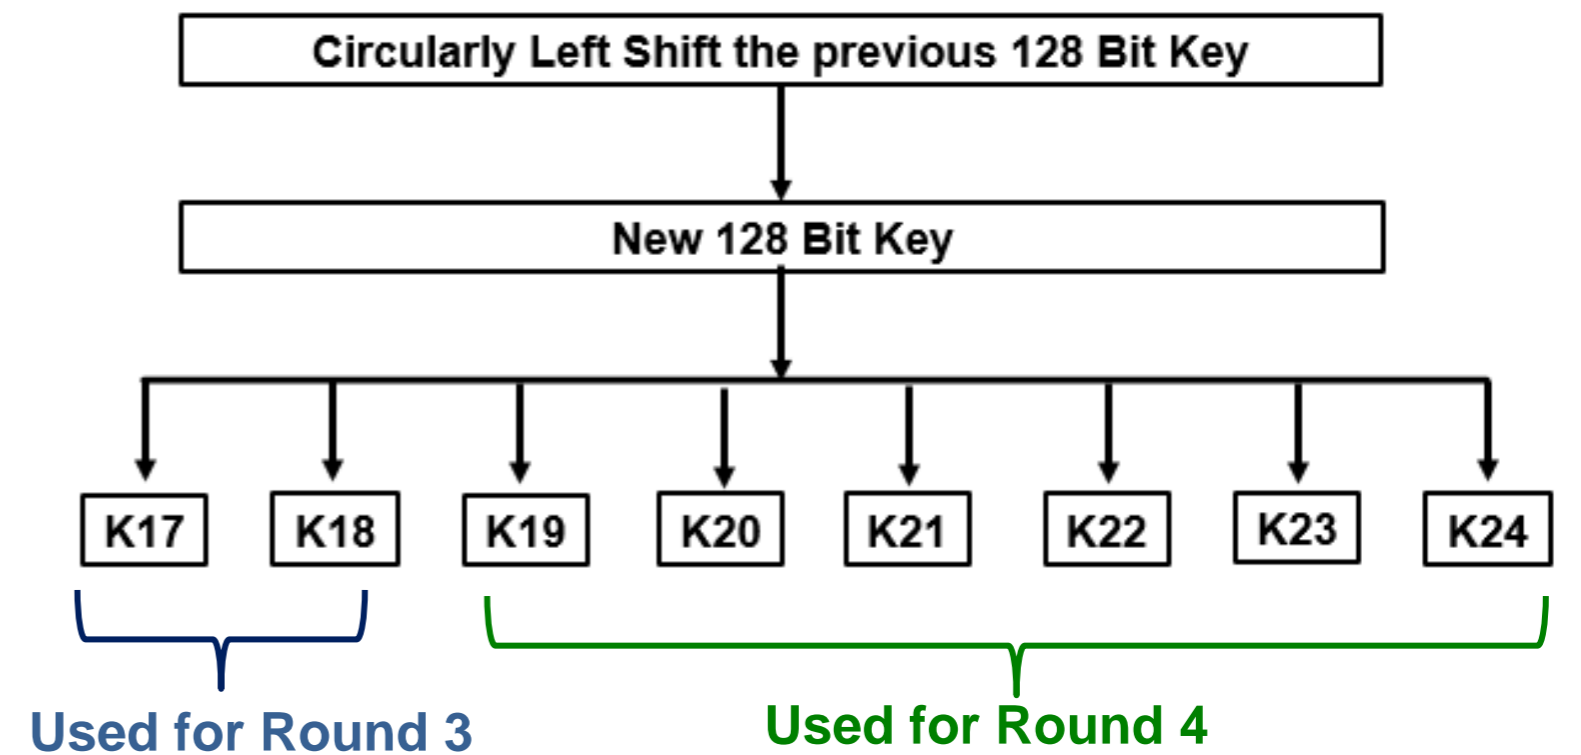 Circularly Left Shift the previous 128 Bit Key
New 128 Bit Key
K17 K18 K19 K20 K21 K22 K23 K24
Used for Round 3 Used for Round 4